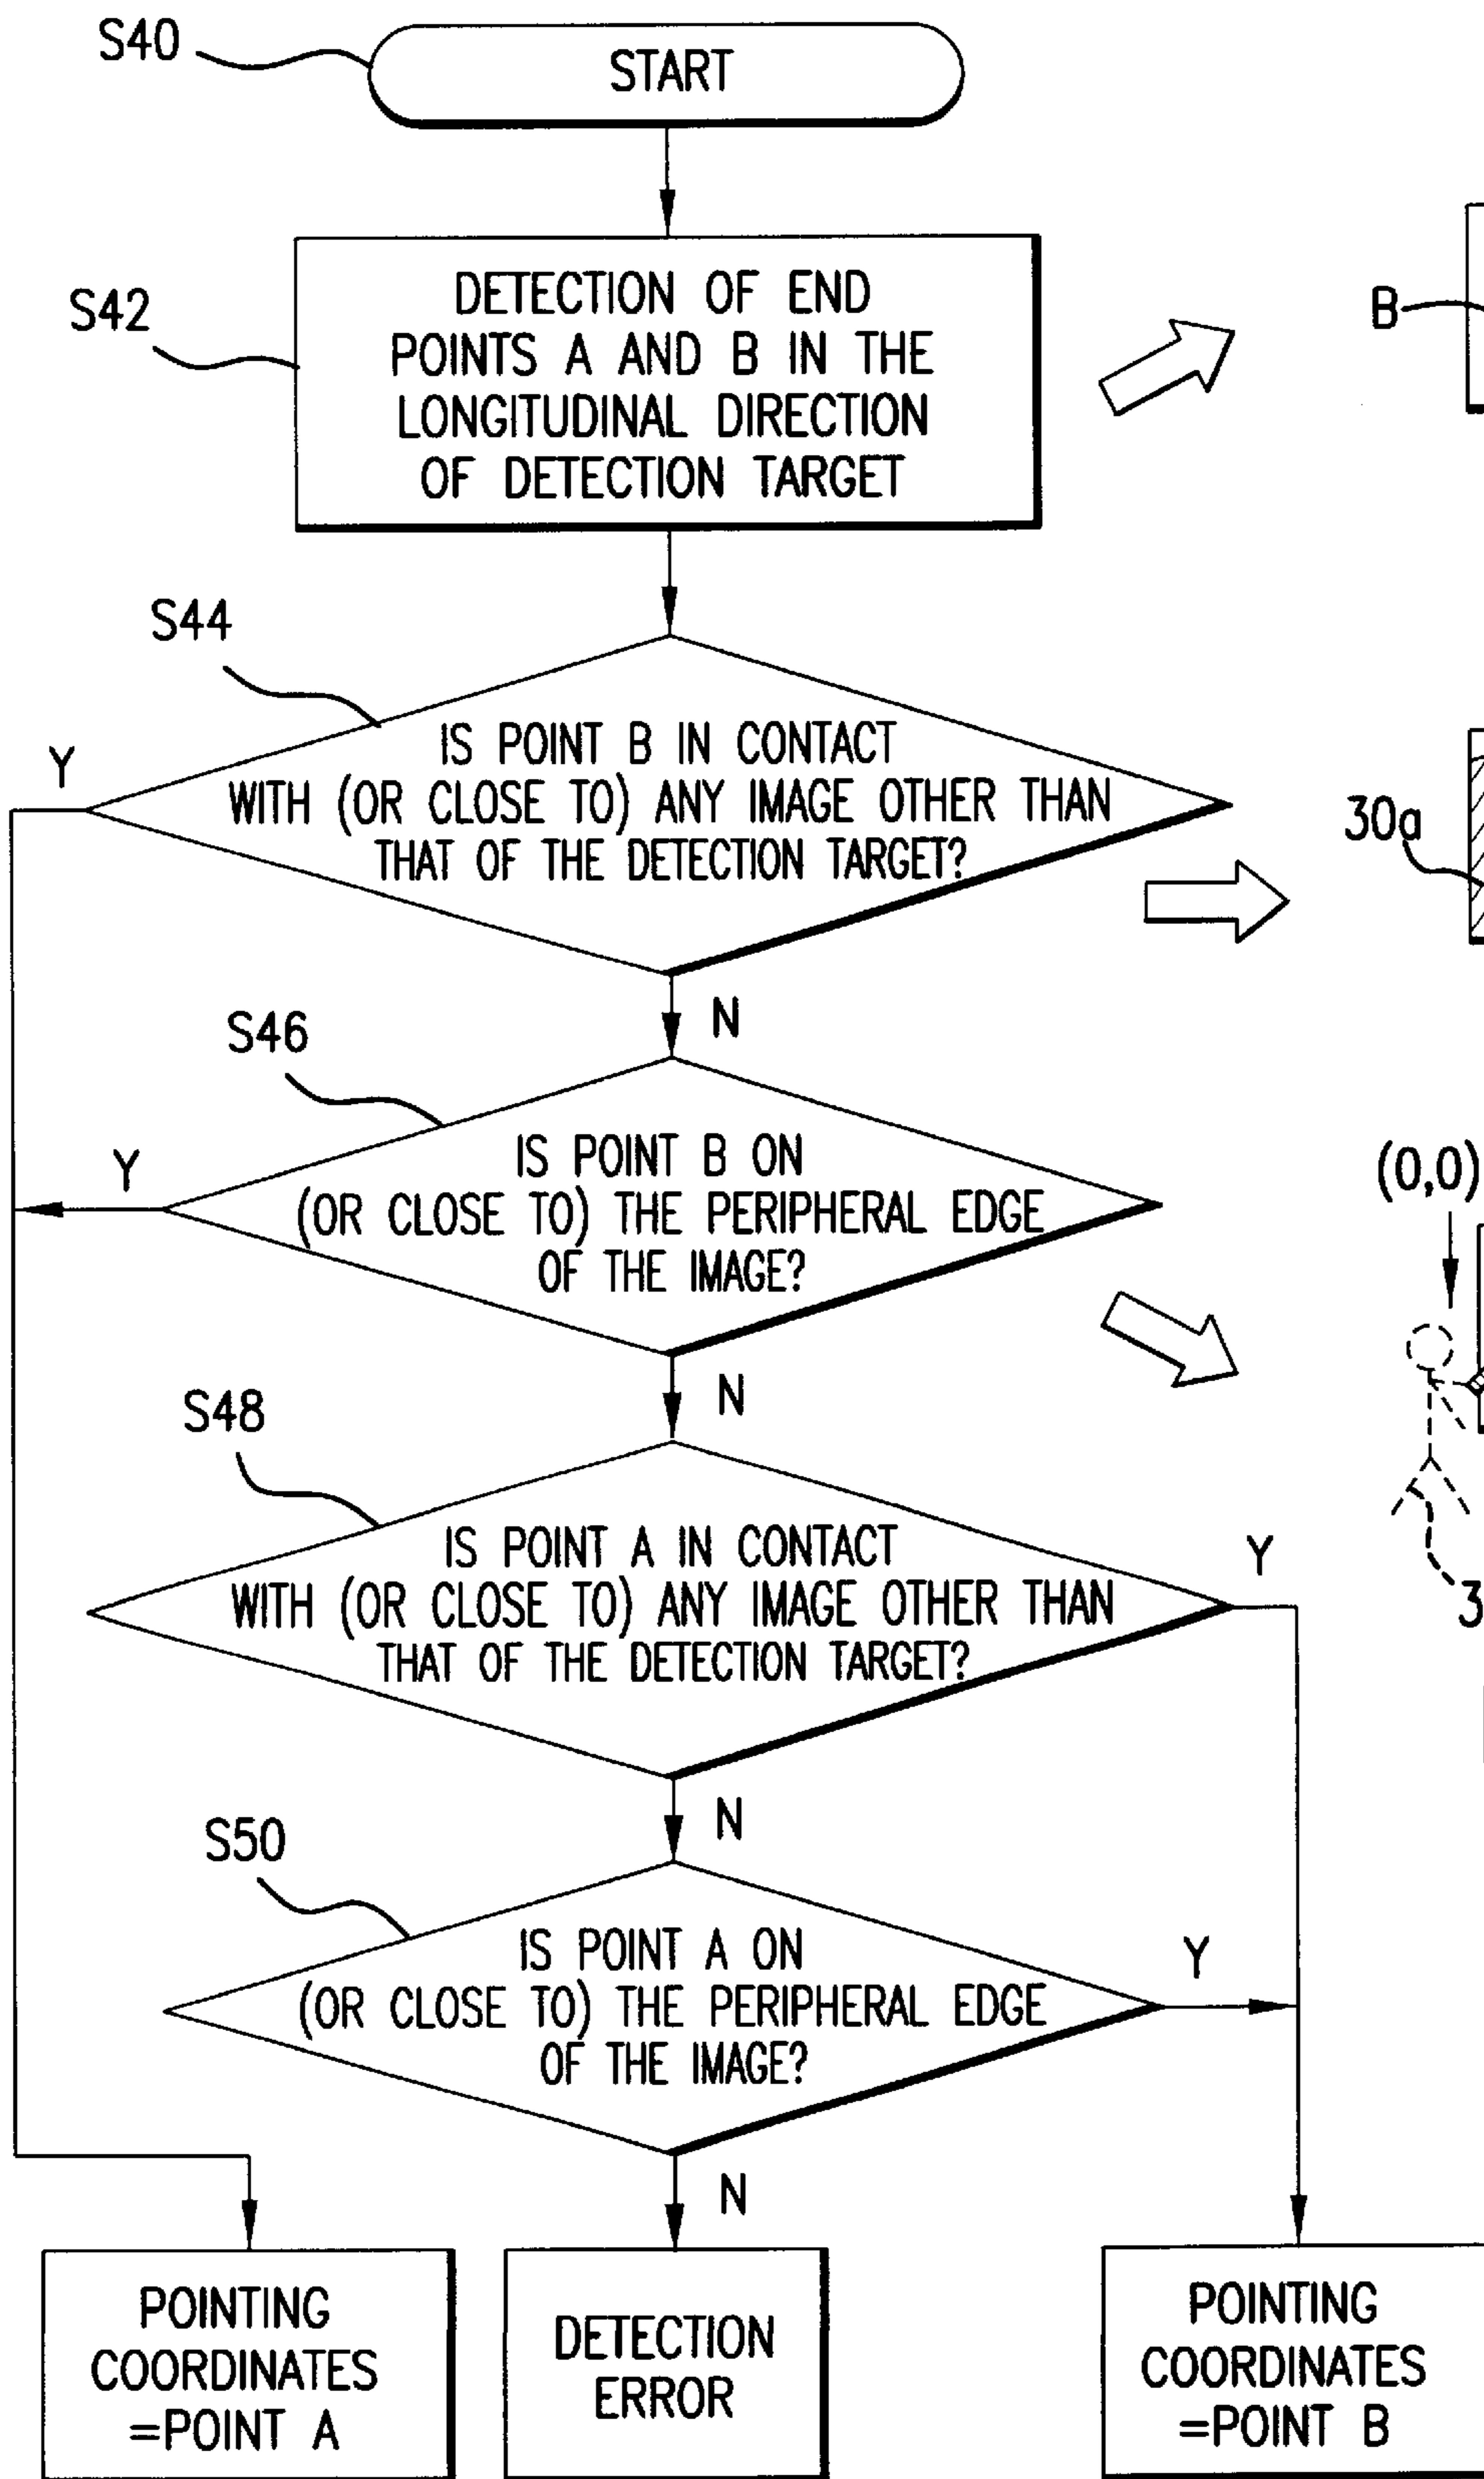 S40
START
S42
DETECTION OF END
POINTS A AND B IN THE
LONGITUDINAL DIRECTION
OF DETECTION TARGET
B
S44
Y
IS POINT B IN CONTACT
WITH (OR CLOSE TO) ANY IMAGE OTHER THAN
THAT OF THE DETECTION TARGET?
30a
N
S46
Y
IS POINT B ON
(OR CLOSE TO) THE PERIPHERAL EDGE
OF THE IMAGE?
(0,0)
N
S48
IS POINT A IN CONTACT
WITH (OR CLOSE TO) ANY IMAGE OTHER THAN
THAT OF THE DETECTION TARGET?
Y
3
N
S50
IS POINT A ON
(OR CLOSE TO) THE PERIPHERAL EDGE
OF THE IMAGE?
Y
N
POINTING
COORDINATES
=POINT A
DETECTION
ERROR
POINTING
COORDINATES
=POINT B